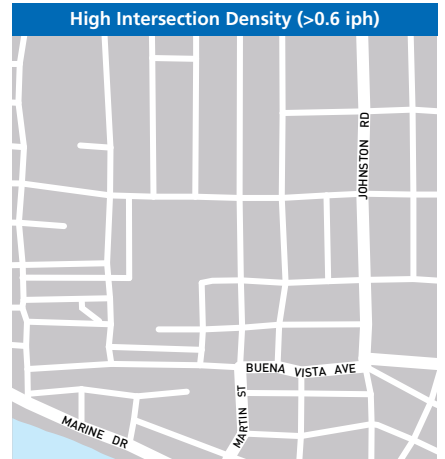 High Intersection Density (>0.6 iph)
JOHNSTON RD
BUENA VISTA AVE
MARTIN ST
MARINE DR